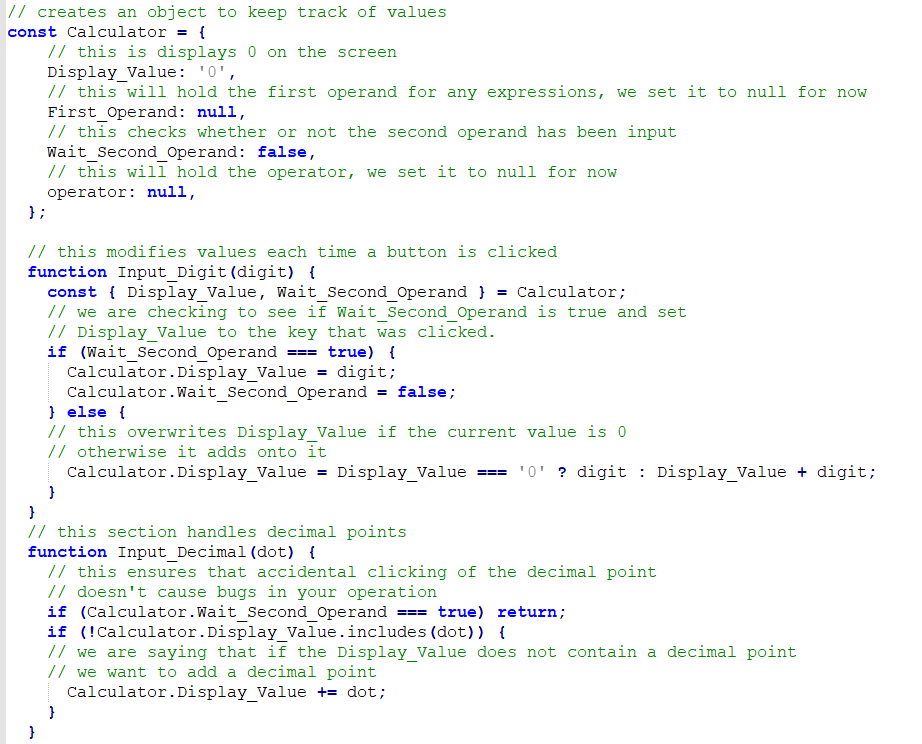 // creates an object to keep track of values
const Calculator = {
    // this is displays 0 on the screen
    Display_Value: '0',
    // this will hold the first operand for any expressions, we set it to null for now
    First_Operand: null,
    // this checks whether or not the second operand has been input
    Wait_Second_Operand: false,
    // this will hold the operator, we set it to null for now
    operator: null,
  };

  // this modifies values each time a button is clicked
  function Input_Digit(digit) {
    const { Display_Value, Wait_Second_Operand } = Calculator;
    // we are checking to see if Wait_Second_Operand is true and set
    // Display_Value to the key that was clicked.
    if (Wait_Second_Operand === true) {
      Calculator.Display_Value = digit;
      Calculator.Wait_Second_Operand = false;
    } else {
    // this overwrites Display_Value if the current value is 0
    // otherwise it adds onto it
      Calculator.Display_Value = Display_Value === '0' ? digit : Display_Value + digit;
    }
  }
  // this section handles decimal points
  function Input_Decimal(dot) {
    // this ensures that accidental clicking of the decimal point
    // doesn't cause bugs in your operation
    if (Calculator.Wait_Second_Operand === true) return;
    if (!Calculator.Display_Value.includes(dot)) {
    // we are saying that if the Display_Value does not contain a decimal point
    // we want to add a decimal point
      Calculator.Display_Value += dot;
    }
  }